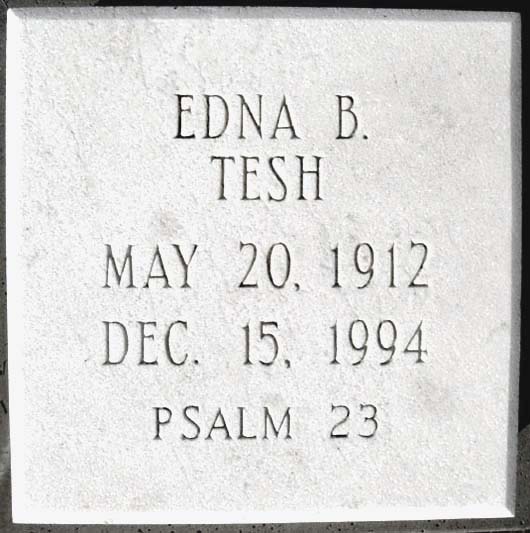 EDNA B.
TESH
MAY 20, 1912
DEC. 15, 1994
PSALM 23